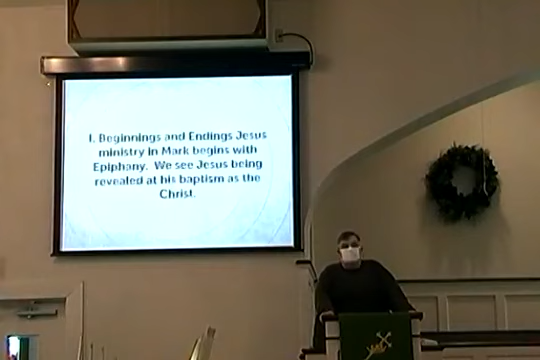 I. Beginnings and Endings Jesus
ministry in Mark begins with
Epiphany. We see Jesus being
revealed at his baptism as the
Christ.